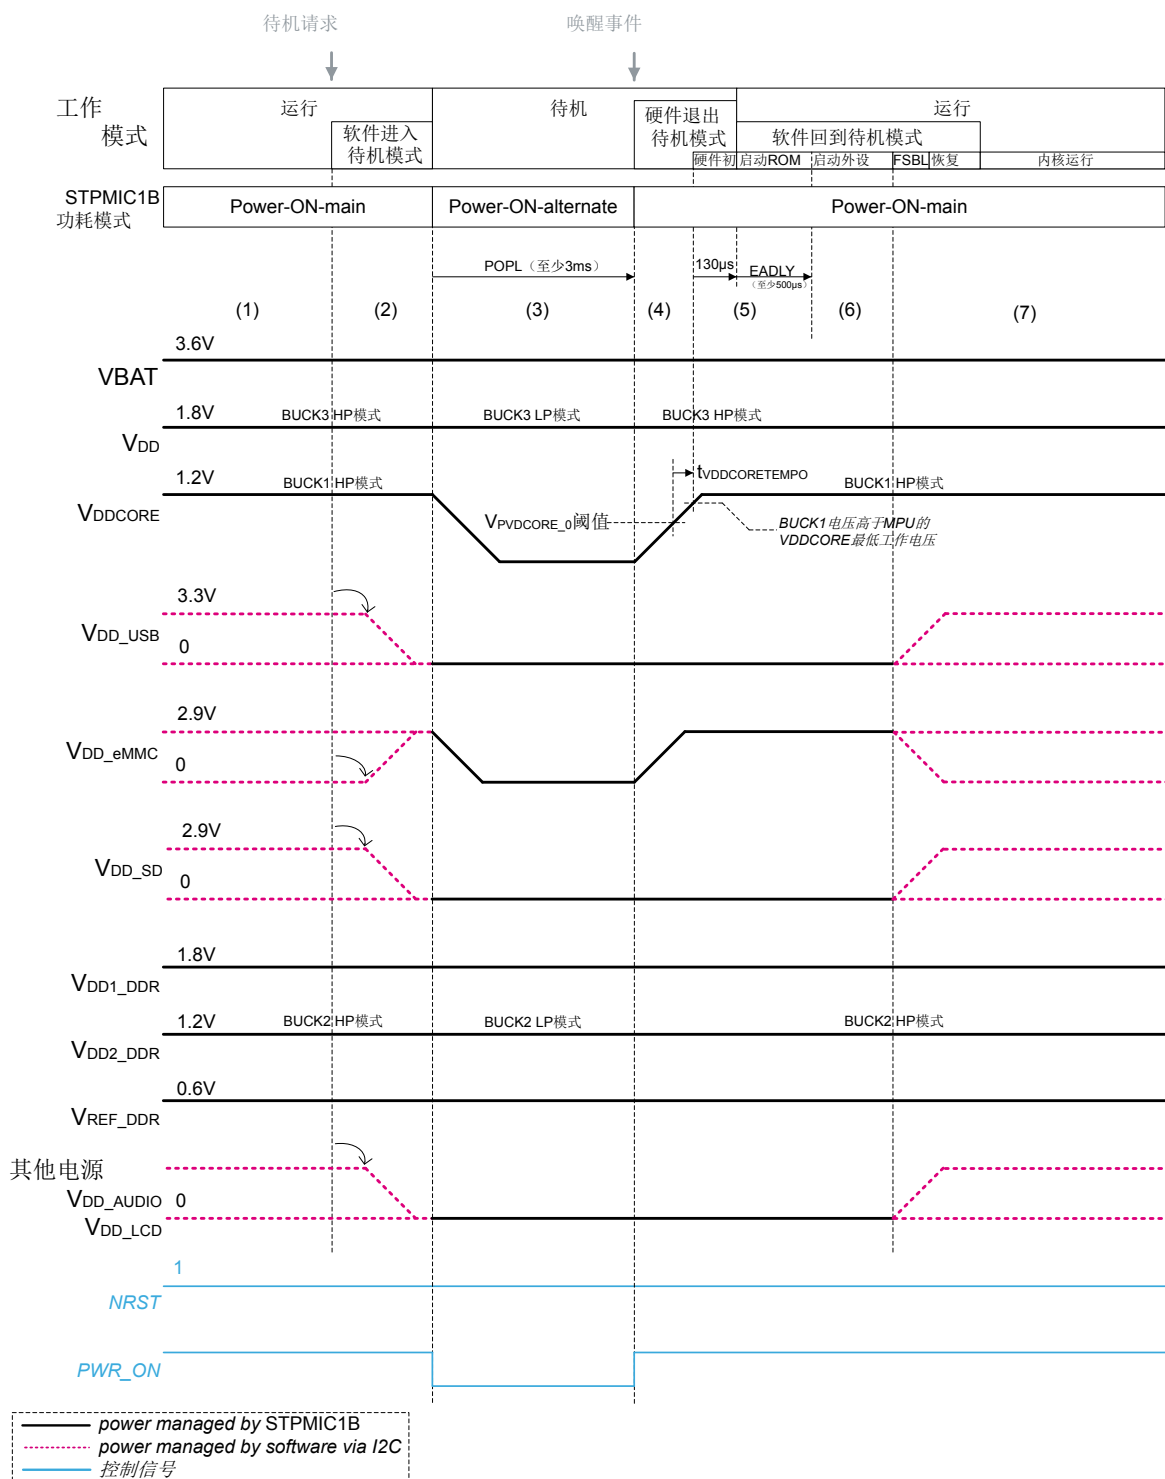 待机请求
唤醒事件
工作
模式
运行
待机
运行
软件进入
待机模式
硬件退出
待机模式
软件回到待机模式
硬件初
启动ROM
启动外设
FSBL
恢复
内核运行
STPMIC1B
功耗模式
Power-ON-main
Power-ON-alternate
Power-ON-main
POPL（至少3ms）
130µs
EADLY
（至少500µs）
(1)
(2)
(3)
(4)
(5)
(6)
(7)
3.6V
VBAT
1.8V
BUCK3 HP模式
BUCK3 LP模式
BUCK3 HP模式
VDD
1.2V
BUCK1 HP模式
tVDDCORETEMPO
BUCK1 HP模式
VDDCORE
VPVDCORE_0阈值
BUCK1电压高于MPU的
VDDCORE最低工作电压
3.3V
VDD_USB
0
2.9V
VDD_eMMC
0
2.9V
VDD_SD
0
1.8V
VDD1_DDR
1.2V
BUCK2 HP模式
BUCK2 LP模式
BUCK2 HP模式
VDD2_DDR
0.6V
VREF_DDR
其他电源
VDD_AUDIO
0
VDD_LCD
1
NRST
PWR_ON
power managed by STPMIC1B
power managed by software via I2C
控制信号